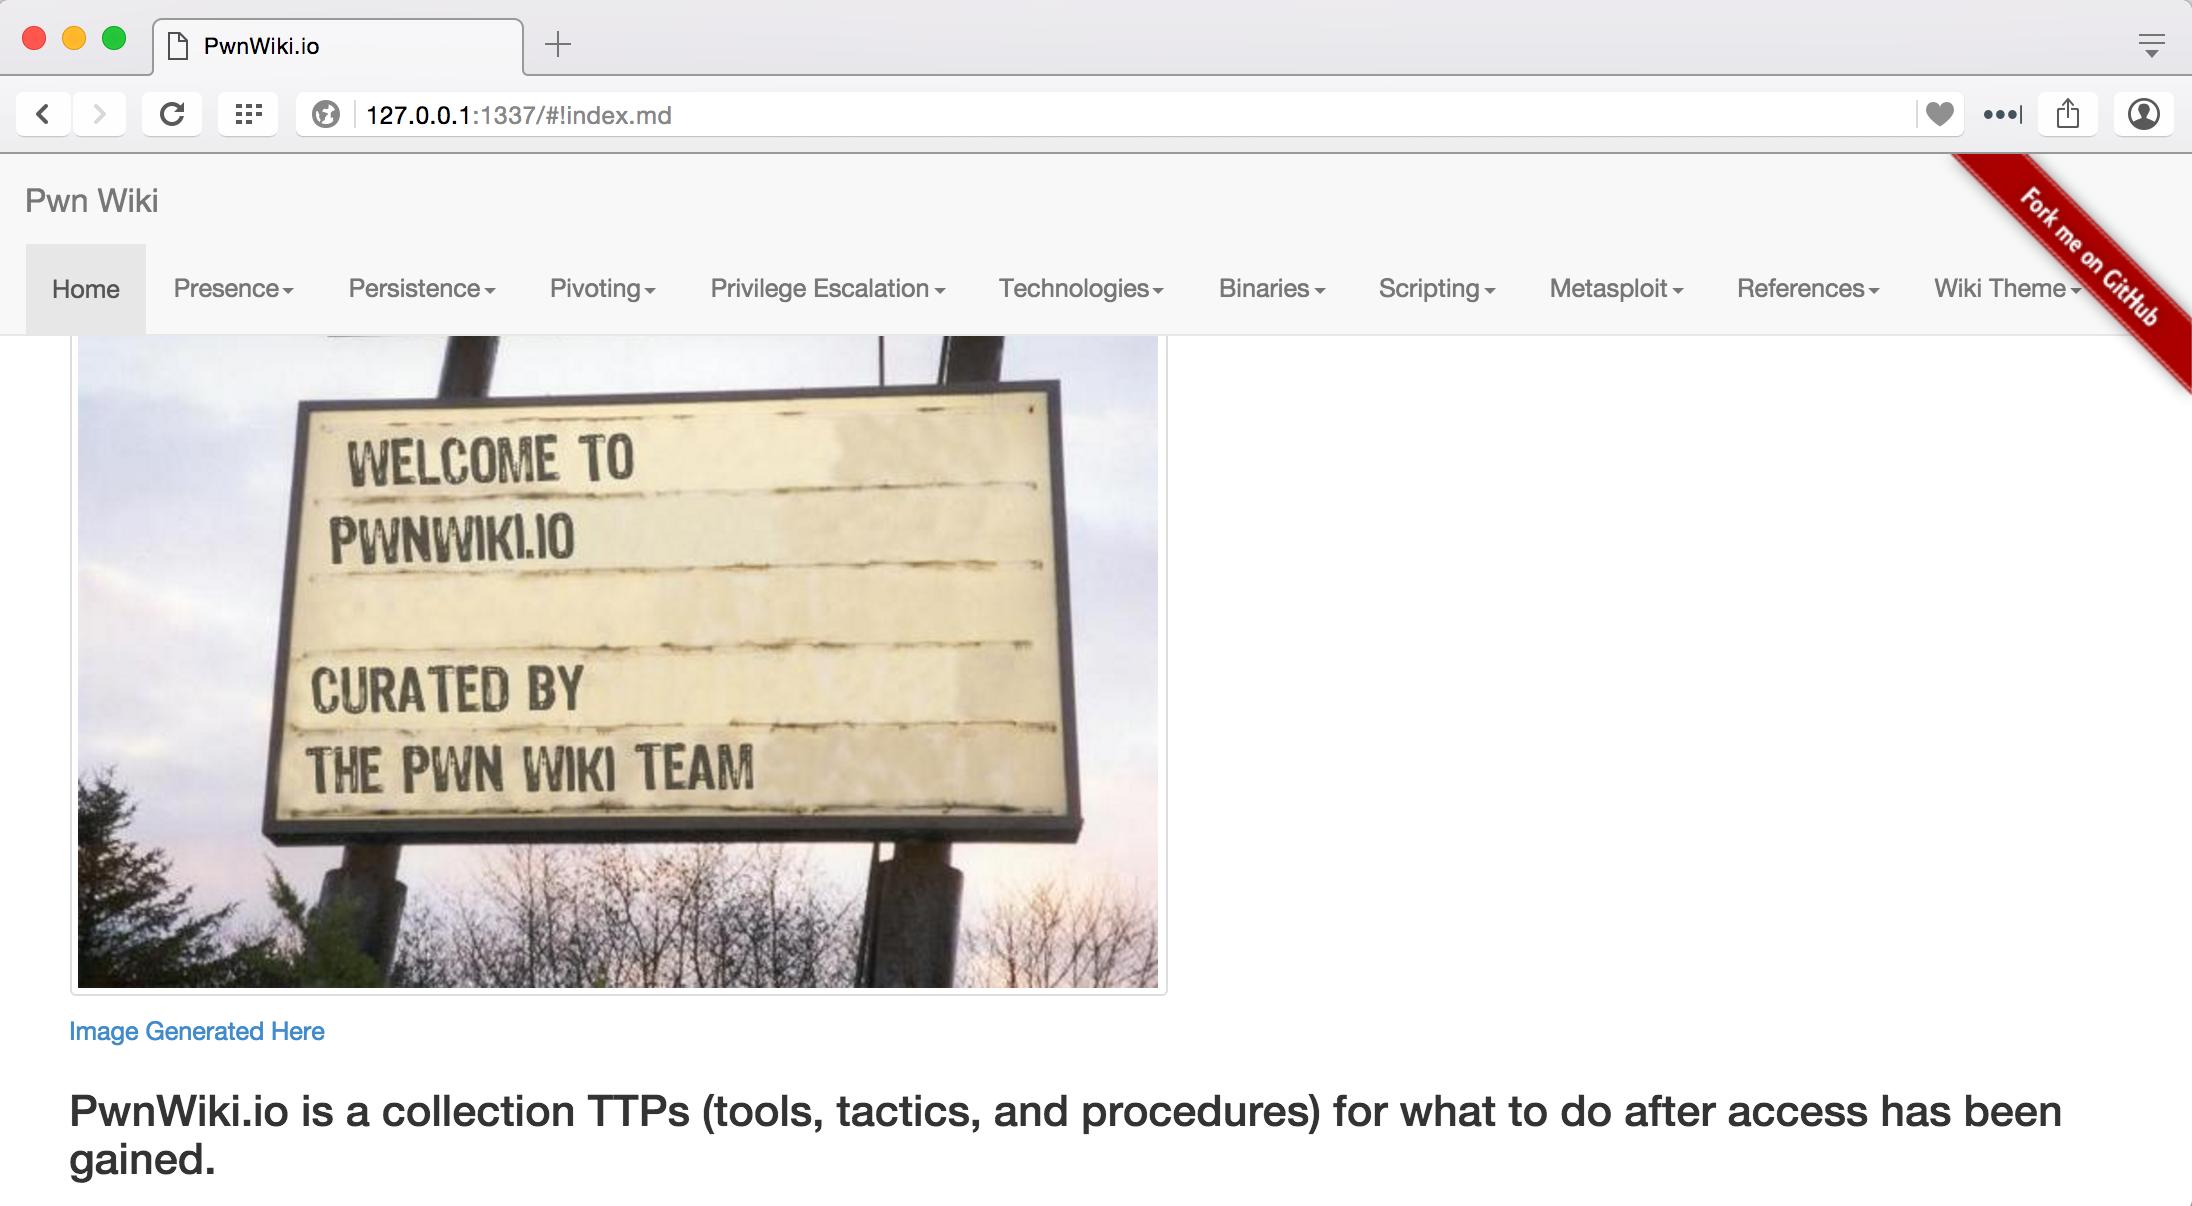 PwnWiki.io
127.0.0.1:1337/#!index.md
Pwn Wiki
Fork me on GitHub
Home Presence Persistence Pivoting Privilege Escalation Technologies Binaries Scripting Metasploit References Wiki Theme
WELCOME TO
PWNWIKI.IO
CURATED BY
THE PWN WIKI TEAM
Image Generated Here
PwnWiki.io is a collection TTPs (tools, tactics, and procedures) for what to do after access has been
gained.